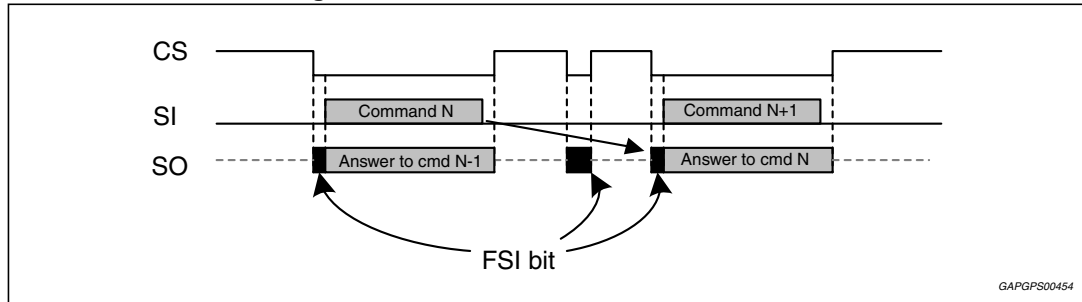 CS
SI
Command N
Command N+1
SO
Answer to cmd N-1
Answer to cmd N
FSI bit
GAPGPS00454